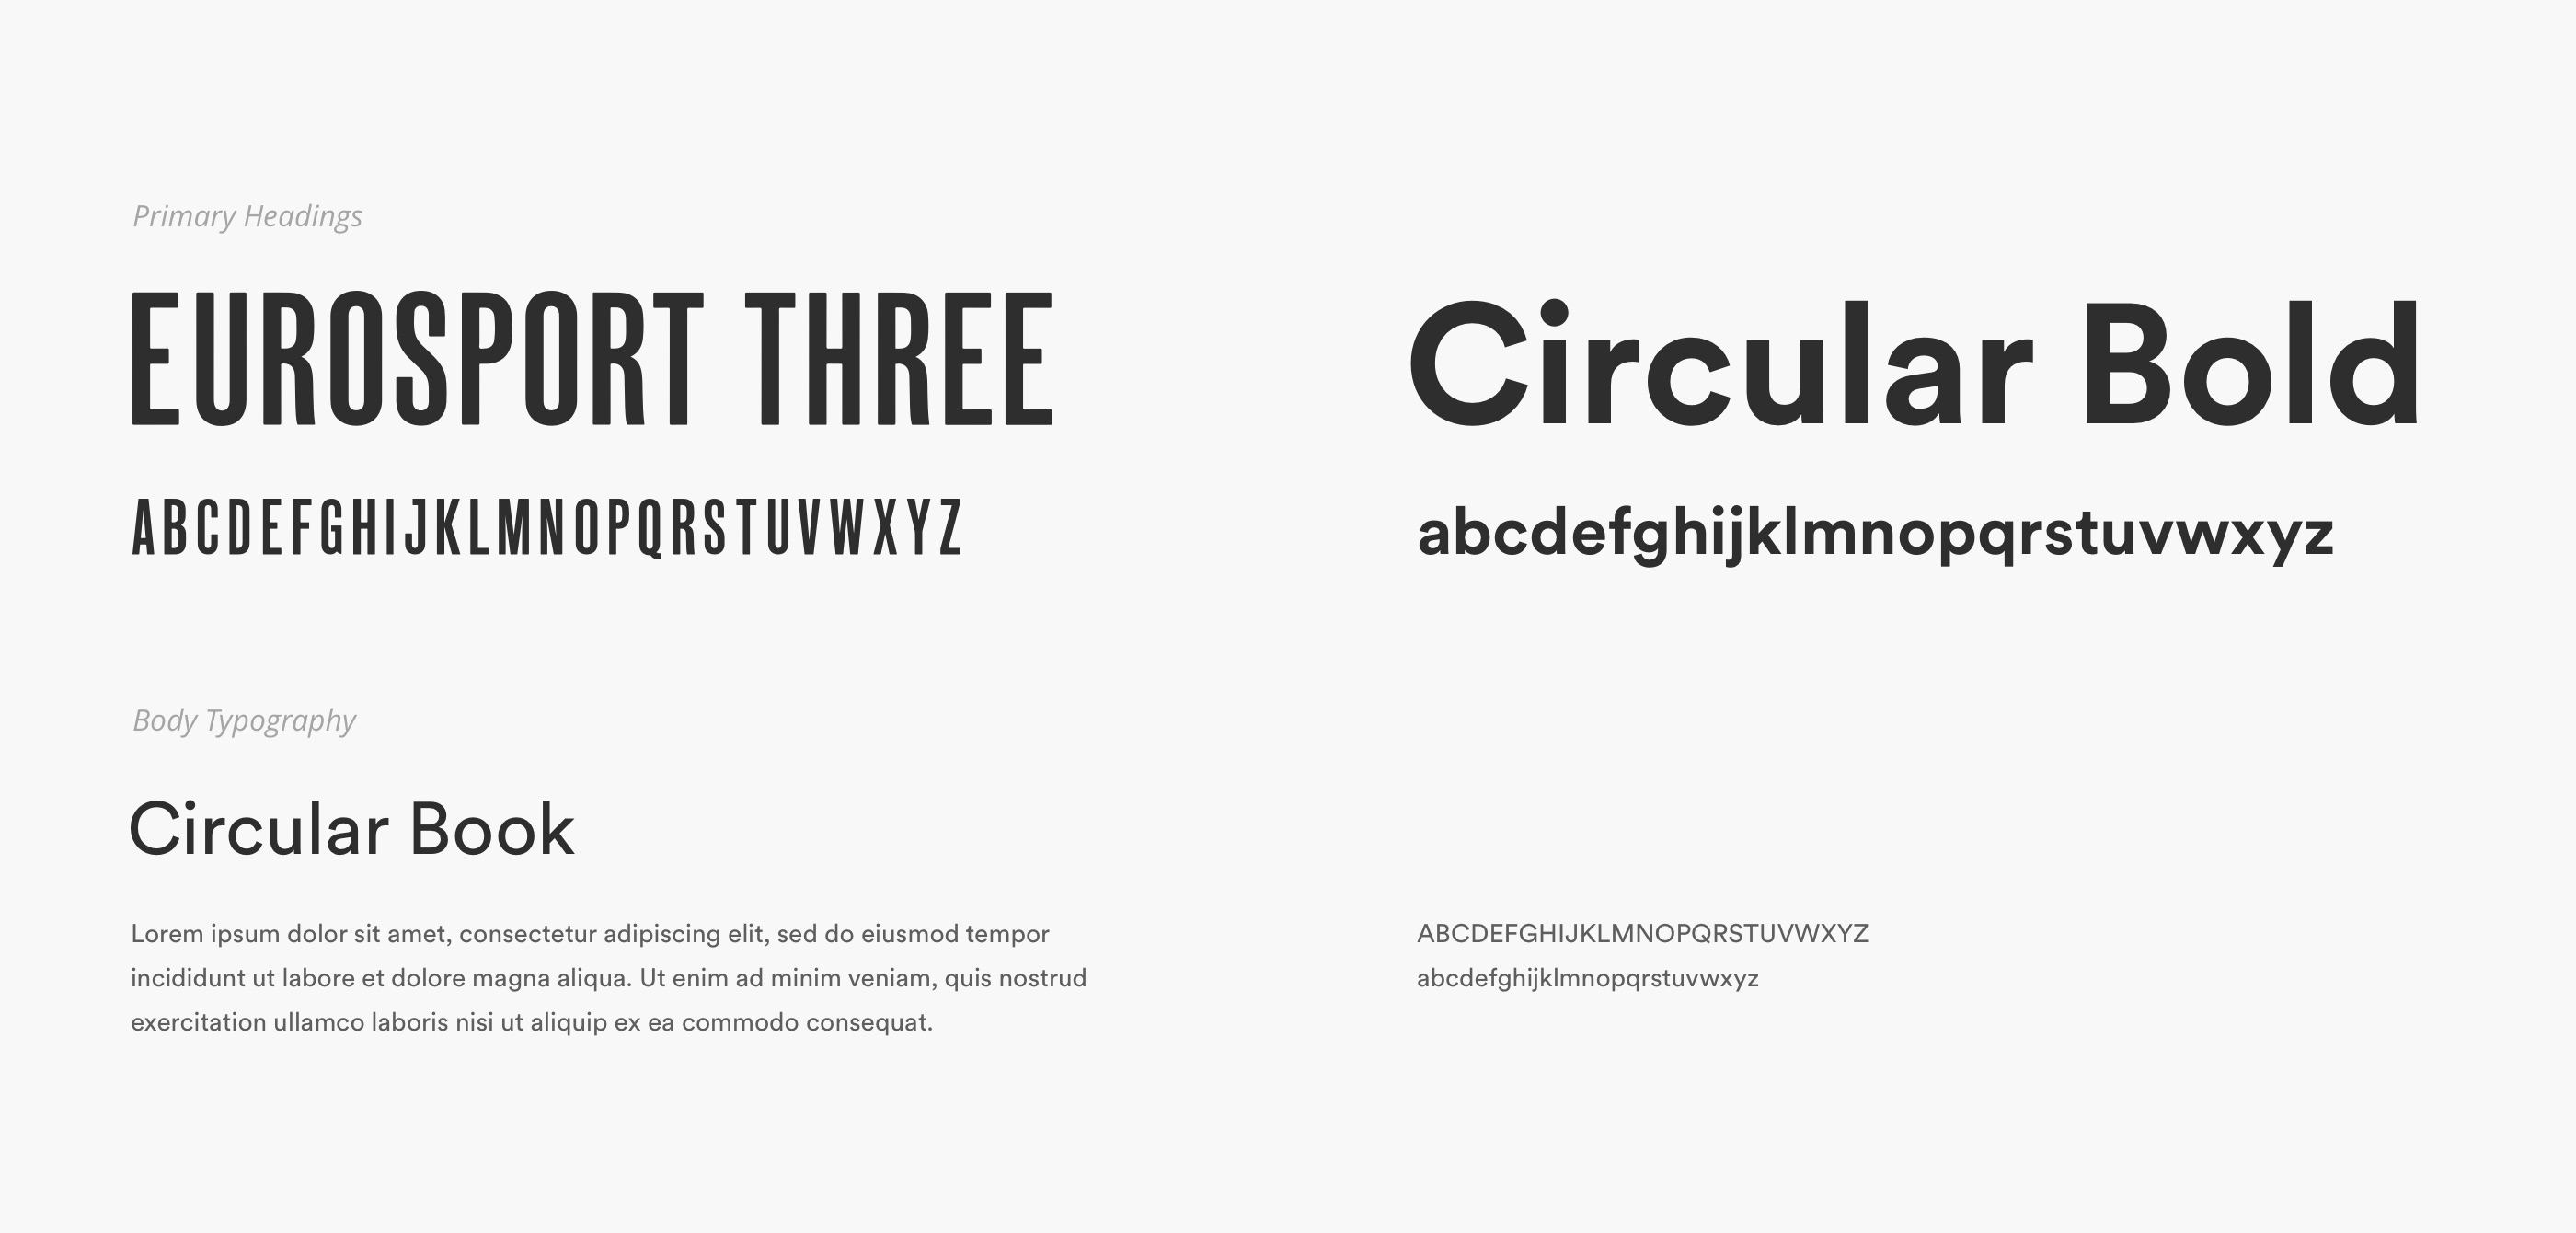 Primary Headings
EUROSPORT THREE
Circular Bold
ABCDEFGHIJKLMNOPQRSTUVWXYZ
abcdefghijklmnopqrstuvwxyz
Body Typography
Circular Book
Lorem ipsum dolor sit amet, consectetur adipiscing elit, sed do eiusmod tempor
incididunt ut labore et dolore magna aliqua. Ut enim ad minim veniam, quis nostrud
exercitation ullamco laboris nisi ut aliquip ex ea commodo consequat.
ABCDEFGHIJKLMNOPQRSTUVWXYZ
abcdefghijklmnopqrstuvwxyz